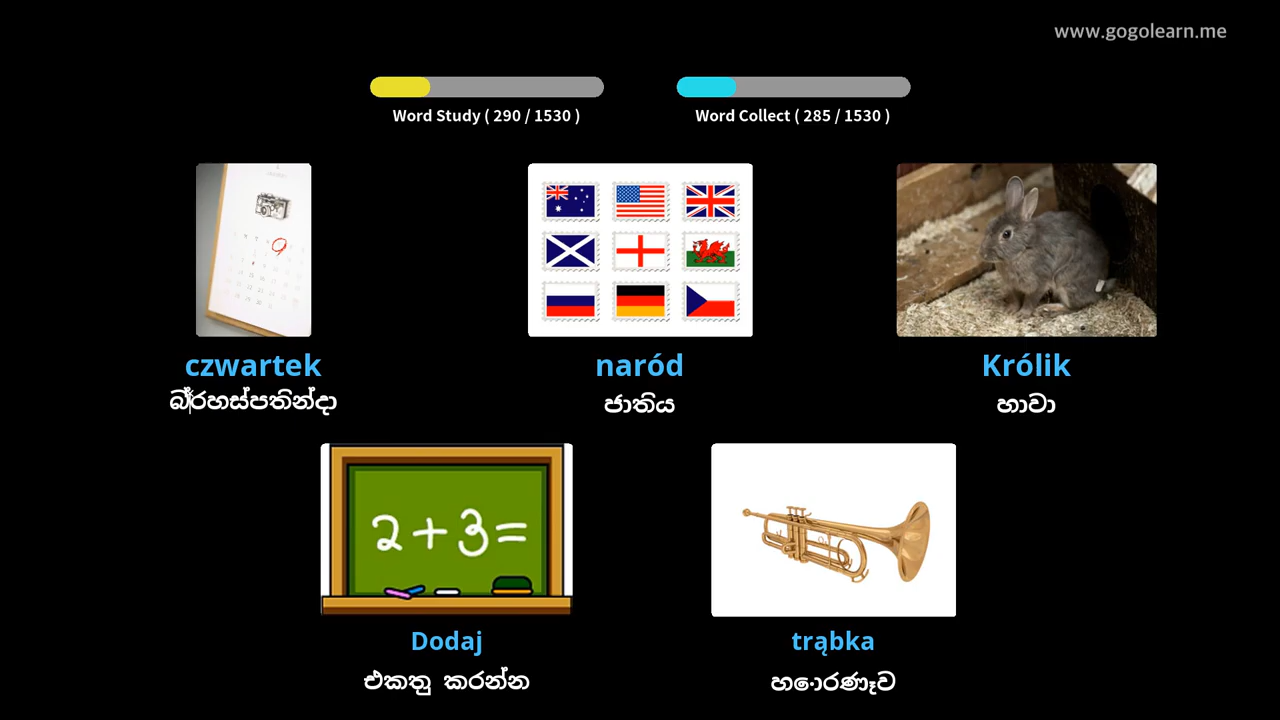 www.gogolearn.me
Word Study ( 290 / 1530 )
Word Collect ( 285 / 1530 )
czwartek
බ්‍රහස්පතින්දා
naród
ජාතිය
Królik
හාවා
2+3=
Dodaj
එකතු කරන්න
trąbka
හොරණෑව